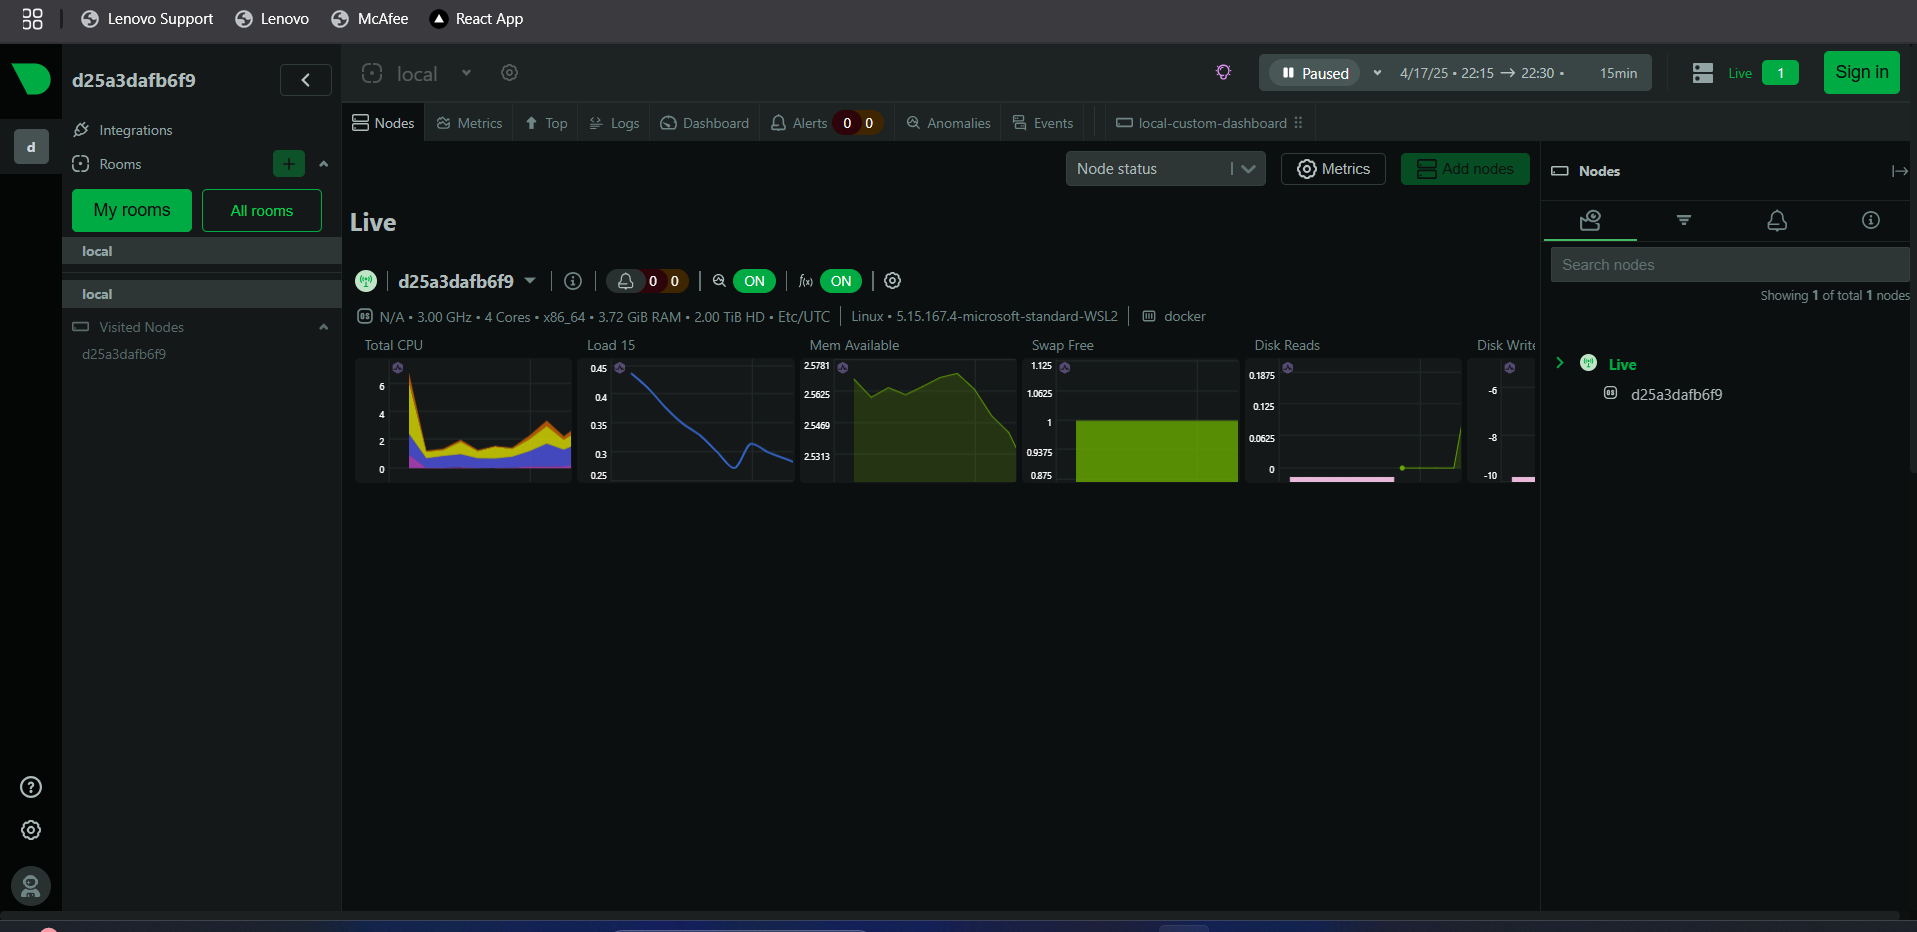 Lenovo Support Lenovo McAfee React App
d25a3dafb6f9
local
Paused 4/17/25 • 22:15 → 22:30 • 15min
Live 1
Sign in
d
Integrations
Rooms
+
My rooms All rooms
local
local
Visited Nodes
d25a3dafb6f9
Nodes Metrics Top Logs Dashboard Alerts 0 0 Anomalies Events local-custom-dashboard
Node status
Metrics
Add nodes
Live
d25a3dafb6f9 0 0 ON f(x) ON
OS N/A • 3.00 GHz • 4 Cores • x86_64 • 3.72 GiB RAM • 2.00 TiB HD • Etc/UTC Linux • 5.15.167.4-microsoft-standard-WSL2 docker
Total CPU
6
4
2
0
Load 15
0.45
0.4
0.35
0.3
0.25
Mem Available
2.5781
2.5625
2.5469
2.5313
Swap Free
1.125
1.0625
1
0.9375
0.875
Disk Reads
0.1875
0.125
0.0625
0
Disk Write
-6
-8
-10
Nodes
Search nodes
Showing 1 of total 1 nodes
Live
OS d25a3dafb6f9